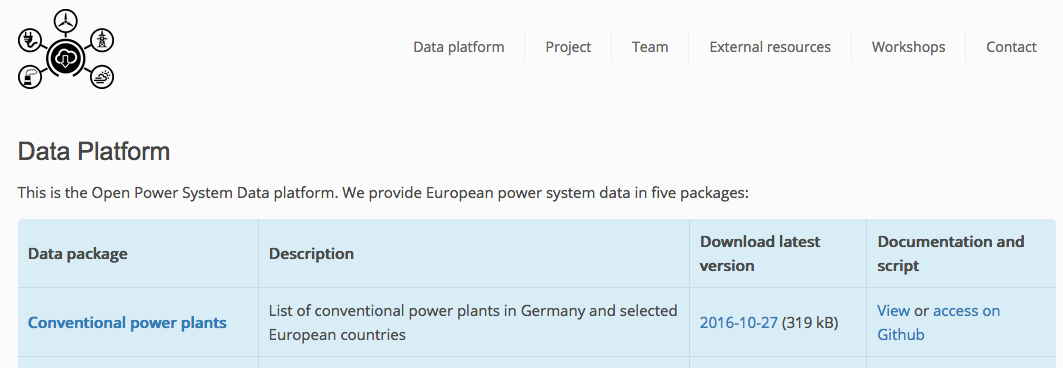 Data platform Project Team External resources Workshops Contact
Data Platform
This is the Open Power System Data platform. We provide European power system data in five packages:
Data package Description Download latest version Documentation and script
Conventional power plants List of conventional power plants in Germany and selected European countries 2016-10-27 (319 kB) View or access on Github